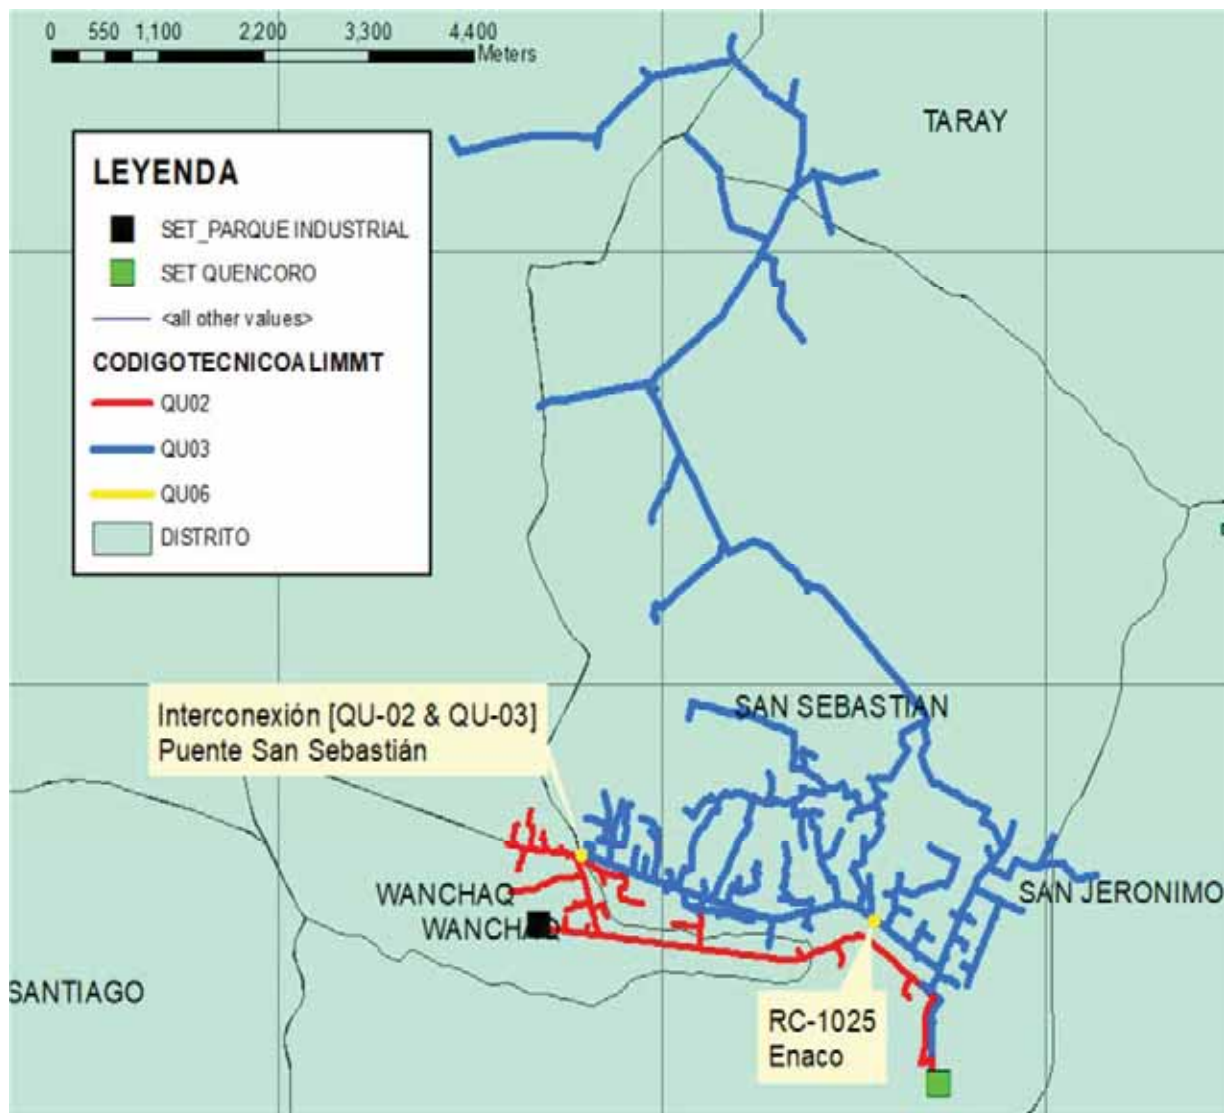 0 550 1,100 2,200 3,300 4,400
Meters
TARAY
LEYENDA
SET_PARQUE INDUSTRIAL
SET QUENCORO
<all other values>
CODIGOTECNICOALIMMT
QU02
QU03
QU06
DISTRITO
Interconexión [QU-02 & QU-03]
Puente San Sebastián
SAN SEBASTIAN
WANCHAQ
WANCHAQ
SAN JERONIMO
SANTIAGO
RC-1025
Enaco